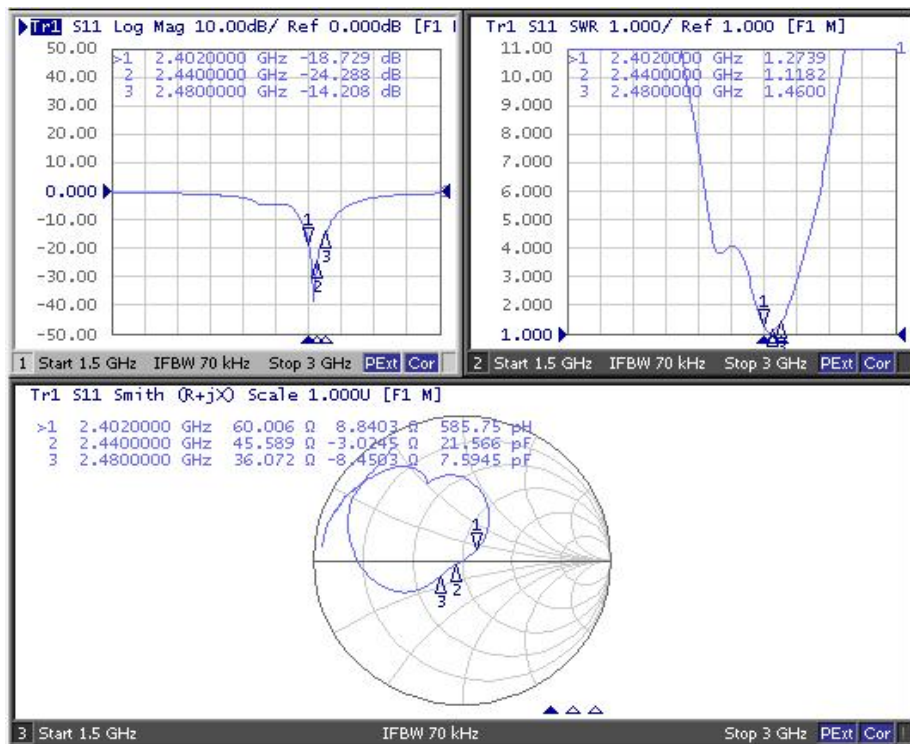 Tr1 S11 Log Mag 10.00dB/ Ref 0.000dB [F1
50.00
>1 2.4020000 GHz -18.729 dB
40.00
2 2.4400000 GHz -24.288 dB
3 2.4800000 GHz -14.208 dB
30.00
20.00
10.00
0.000
-10.00
-20.00
-30.00
-40.00
-50.00
1
2
3
1 Start 1.5 GHz IFBW 70 kHz Stop 3 GHz PExt Cor
Tr1 S11 SWR 1.000/ Ref 1.000 [F1 M]
11.00
>1 2.4020000 GHz 1.2739
10.00
2 2.4400000 GHz 1.1182
3 2.4800000 GHz 1.4600
9.000
8.000
7.000
6.000
5.000
4.000
3.000
2.000
1.000
1
1
2 Start 1.5 GHz IFBW 70 kHz Stop 3 GHz PExt Cor
Tr1 S11 Smith (R+jX) Scale 1.000U [F1 M]
>1 2.4020000 GHz 60.006 Ω 8.8403 Ω 585.75 pH
2 2.4400000 GHz 45.589 Ω -3.0245 Ω 21.566 pF
3 2.4800000 GHz 36.072 Ω -8.4503 Ω 7.5945 pF
1
2
3
3 Start 1.5 GHz IFBW 70 kHz Stop 3 GHz PExt Cor